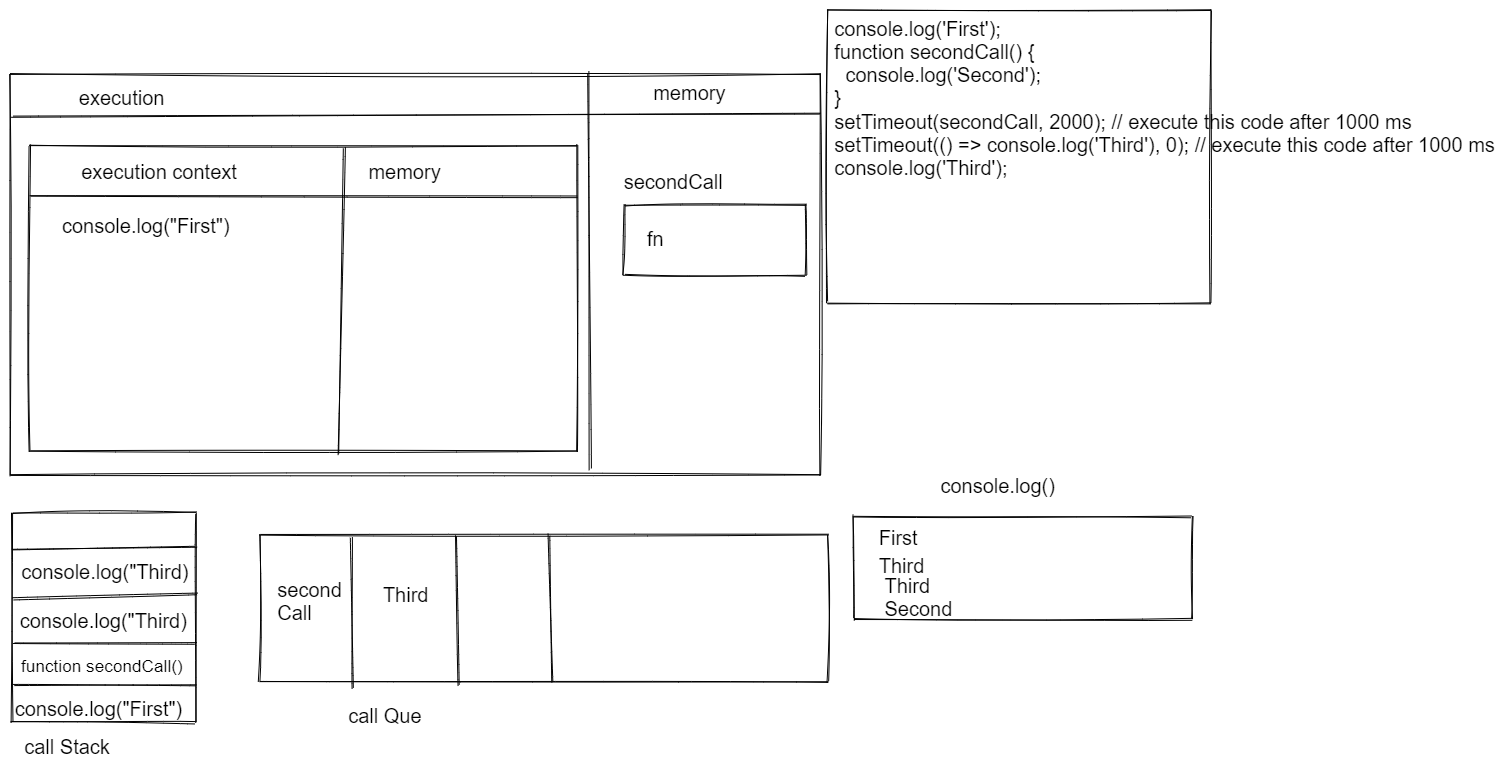 execution
memory
execution context
memory
console.log("First")
secondCall
fn
console.log('First');
function secondCall() {
  console.log('Second');
}
setTimeout(secondCall, 2000); // execute this code after 1000 ms
setTimeout(() => console.log('Third'), 0); // execute this code after 1000 ms
console.log('Third');
console.log("Third)
console.log("Third)
function secondCall()
console.log("First")
call Stack
second
Call
Third
call Que
console.log()
First
Third
Third
Second